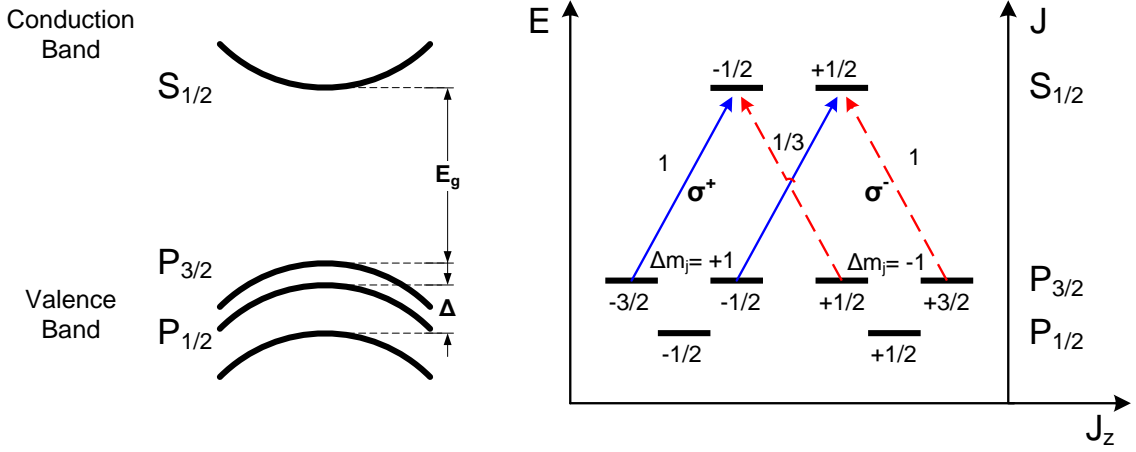 Conduction
Band
S1/2
Eg
P3/2
Valence
Band
P1/2
Δ
E
J
-1/2
+1/2
S1/2
1
1/3
1
σ+
σ-
Δmj= +1
Δmj= -1
-3/2
-1/2
+1/2
+3/2
P3/2
-1/2
+1/2
P1/2
Jz